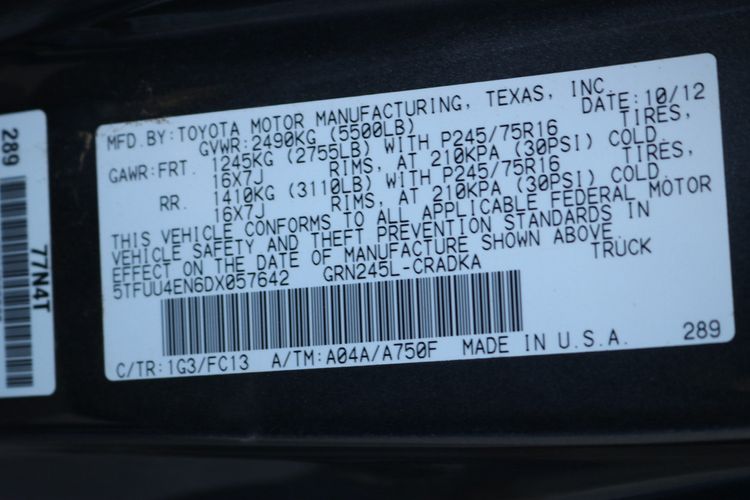 MFD.BY:TOYOTA MOTOR MANUFACTURING, TEXAS, INC.
GVWR:2490KG (5500LB) DATE:10/12
GAWR:FRT. 1245KG (2755LB) WITH P245/75R16 TIRES,
16X7J RIMS, AT 210KPA (30PSI) COLD.
RR. 1410KG (3110LB) WITH P245/75R16 TIRES,
16X7J RIMS, AT 210KPA (30PSI) COLD.
THIS VEHICLE CONFORMS TO ALL APPLICABLE FEDERAL MOTOR
VEHICLE SAFETY AND THEFT PREVENTION STANDARDS IN
EFFECT ON THE DATE OF MANUFACTURE SHOWN ABOVE.
5TFUU4EN6DX057642 GRN245L-CRADKA TRUCK
C/TR:1G3/FC13 A/TM:A04A/A750F MADE IN U.S.A. 289
289
77N4T